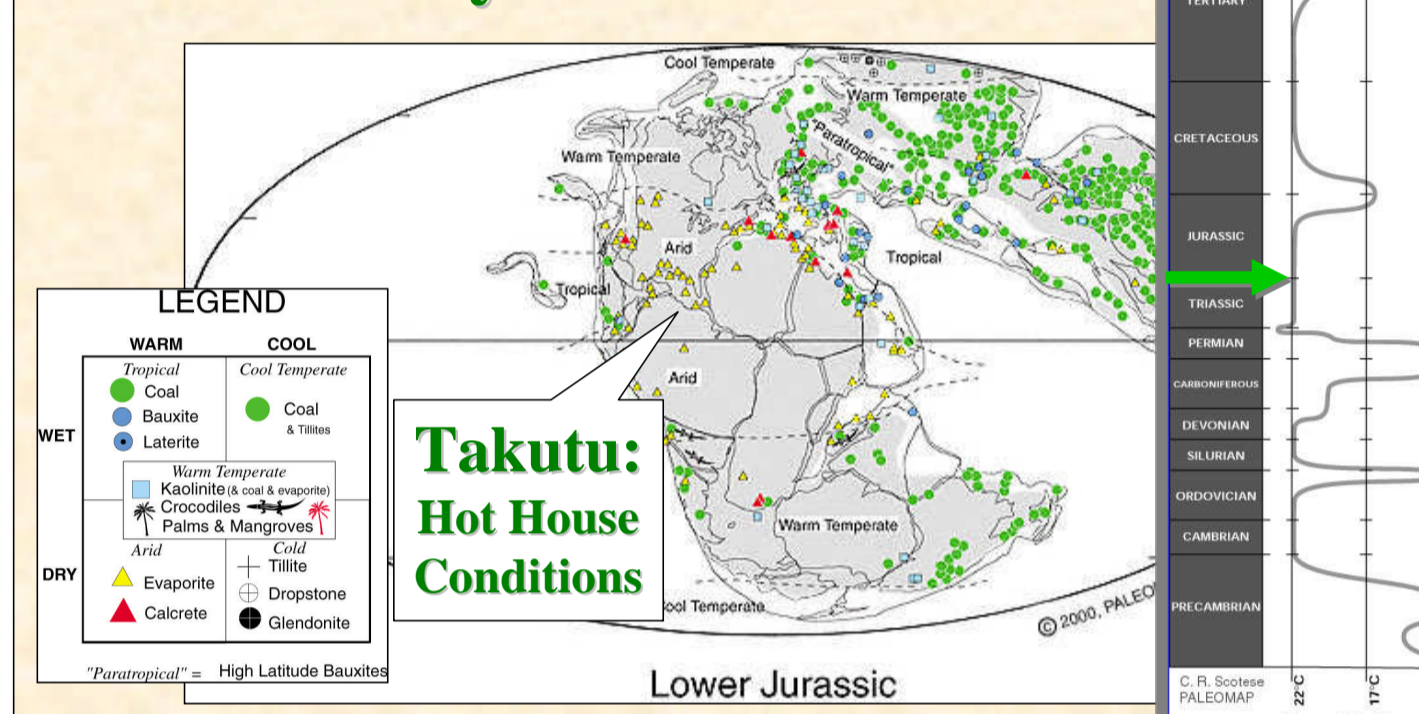 Cool Temperate
Warm Temperate
"Paratropical"
Warm Temperate
Arid
Tropical
Tropical
Arid
Warm Temperate
Cool Temperate
© 2000, PALEO
Lower Jurassic
Takutu:
Hot House
Conditions
LEGEND
WARM COOL
Tropical Cool Temperate
Coal
Coal
& Tillites
Bauxite
WET
Laterite
Warm Temperate
Kaolinite (& coal & evaporite)
Crocodiles
Palms & Mangroves
Arid Cold
Tillite
DRY
Evaporite
Dropstone
Calcrete
Glendonite
"Paratropical" = High Latitude Bauxites
TERTIARY
CRETACEOUS
JURASSIC
TRIASSIC
PERMIAN
CARBONIFEROUS
DEVONIAN
SILURIAN
ORDOVICIAN
CAMBRIAN
PRECAMBRIAN
C. R. Scotese
PALEOMAP
22°C
17°C